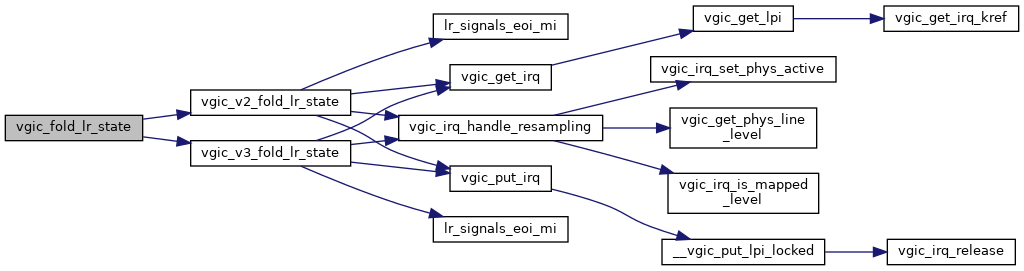 vgic_fold_lr_state
vgic_v2_fold_lr_state
vgic_v3_fold_lr_state
lr_signals_eoi_mi
vgic_get_irq
vgic_irq_handle_resampling
vgic_put_irq
lr_signals_eoi_mi
vgic_get_lpi
vgic_irq_set_phys_active
vgic_get_phys_line
_level
vgic_irq_is_mapped
_level
__vgic_put_lpi_locked
vgic_get_irq_kref
vgic_irq_release